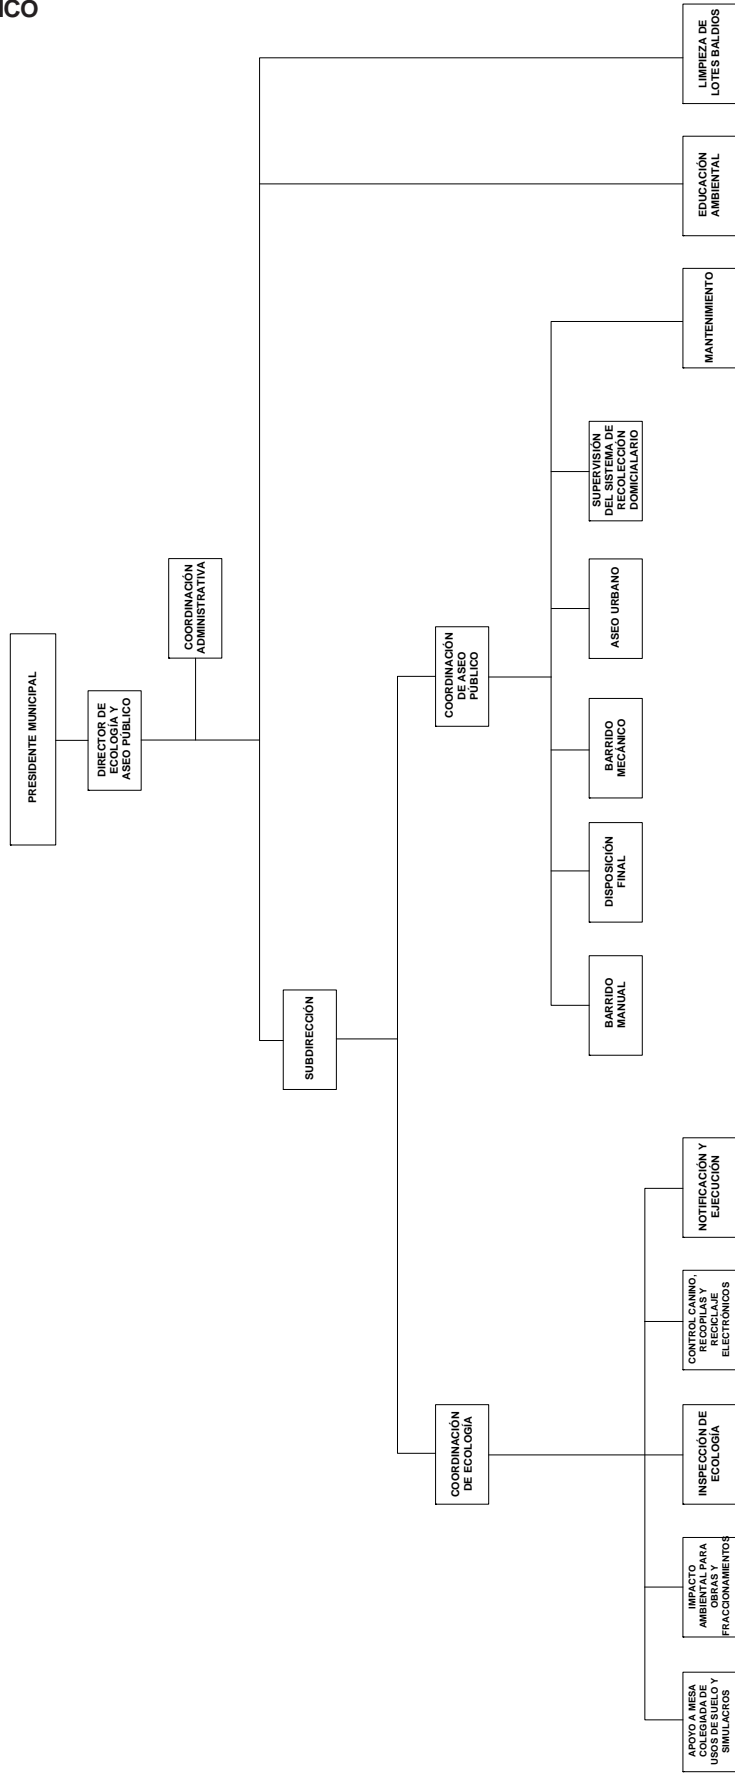 ICO
PRESIDENTE MUNICIPAL
DIRECTOR DE
ECOLOGÍA Y
ASEO PÚBLICO
COORDINACIÓN
ADMINISTRATIVA
SUBDIRECCIÓN
COORDINACIÓN
DE ECOLOGÍA
COORDINACIÓN
DE ASEO
PÚBLICO
BARRIDO
MANUAL
DISPOSICIÓN
FINAL
BARRIDO
MECÁNICO
ASEO URBANO
SUPERVISIÓN
DEL SISTEMA DE
RECOLECCIÓN
DOMICIALARIO
APOYO A MESA
COLEGIADA DE
USOS DE SUELO Y
SIMULACROS
IMPACTO
AMBIENTAL PARA
OBRAS Y
FRACCIONAMIENTOS
INSPECCIÓN DE
ECOLOGÍA
CONTROL CANINO,
RECOPILAS Y
RECICLAJE
ELECTRÓNICOS
NOTIFICACIÓN Y
EJECUCIÓN
MANTENIMIENTO
EDUCACIÓN
AMBIENTAL
LIMPIEZA DE
LOTES BALDIOS